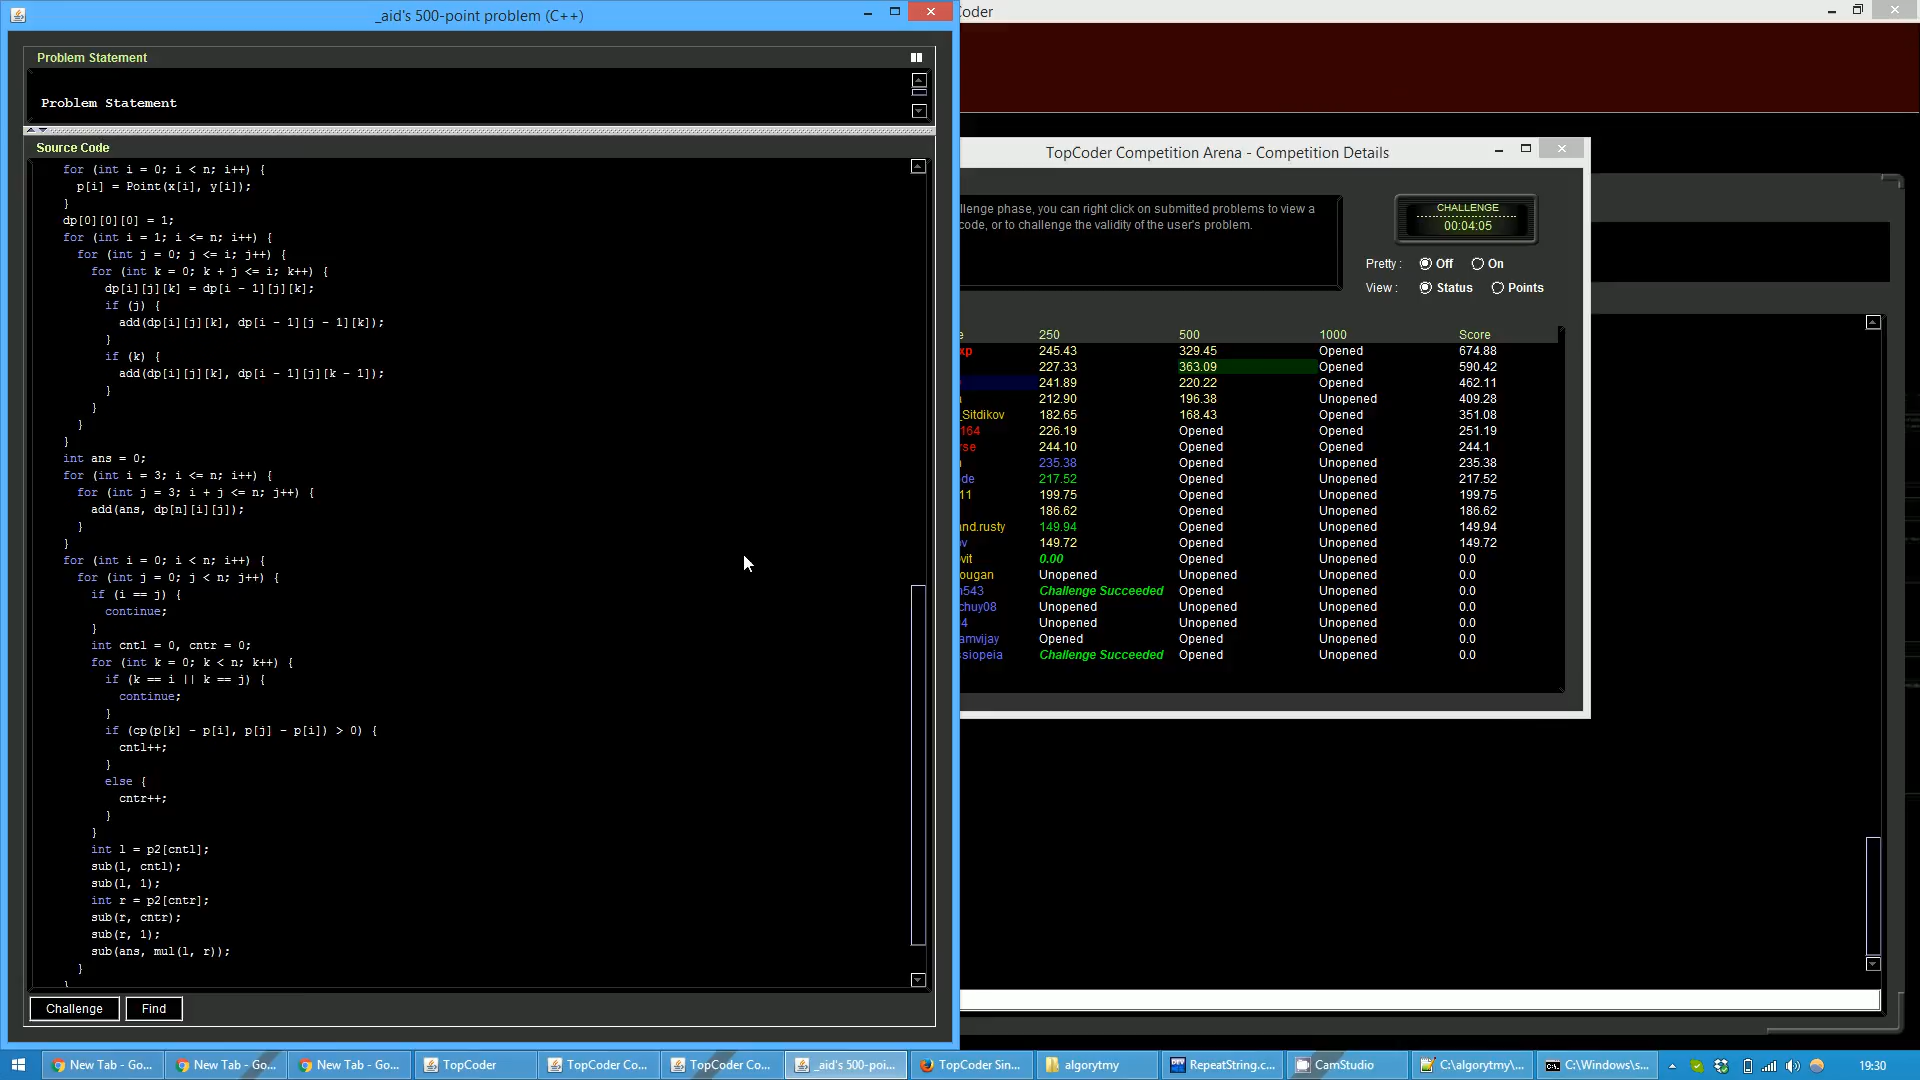 _aid's 500-point problem (C++)
Coder
Problem Statement
Problem Statement
Source Code
for (int i = 0; i < n; i++) {
p[i] = Point(x[i], y[i]);
}
dp[0][0][0] = 1;
for (int i = 1; i <= n; i++) {
for (int j = 0; j <= i; j++) {
for (int k = 0; k + j <= i; k++) {
dp[i][j][k] = dp[i - 1][j][k];
if (j) {
add(dp[i][j][k], dp[i - 1][j - 1][k]);
}
if (k) {
add(dp[i][j][k], dp[i - 1][j][k - 1]);
}
}
}
}
int ans = 0;
for (int i = 3; i <= n; i++) {
for (int j = 3; i + j <= n; j++) {
add(ans, dp[n][i][j]);
}
}
for (int i = 0; i < n; i++) {
for (int j = 0; j < n; j++) {
if (i == j) {
continue;
}
int cntl = 0, cntr = 0;
for (int k = 0; k < n; k++) {
if (k == i || k == j) {
continue;
}
if (cp(p[k] - p[i], p[j] - p[i]) > 0) {
cntl++;
}
else {
cntr++;
}
}
int l = p2[cntl];
sub(l, cntl);
sub(l, 1);
int r = p2[cntr];
sub(r, cntr);
sub(r, 1);
sub(ans, mul(l, r));
}
}
Challenge Find
TopCoder Competition Arena - Competition Details
llenge phase, you can right click on submitted problems to view a
code, or to challenge the validity of the user's problem.
CHALLENGE
00:04:05
Pretty : Off On
View : Status Points
e 250 500 1000 Score
xp 245.43 329.45 Opened 674.88
227.33 363.09 Opened 590.42
241.89 220.22 Opened 462.11
212.90 196.38 Unopened 409.28
_Sitdikov 182.65 168.43 Opened 351.08
164 226.19 Opened Opened 251.19
rse 244.10 Opened Opened 244.1
235.38 Opened Unopened 235.38
de 217.52 Opened Unopened 217.52
11 199.75 Opened Unopened 199.75
186.62 Opened Unopened 186.62
nd.rusty 149.94 Opened Unopened 149.94
v 149.72 Opened Unopened 149.72
vit 0.00 Opened Unopened 0.0
ougan Unopened Unopened Unopened 0.0
n543 Challenge Succeeded Opened Unopened 0.0
chuy08 Unopened Unopened Unopened 0.0
4 Unopened Unopened Unopened 0.0
amvijay Opened Opened Unopened 0.0
ssiopeia Challenge Succeeded Opened Unopened 0.0
New Tab - Go... New Tab - Go... New Tab - Go... TopCoder TopCoder Co... TopCoder Co... _aid's 500-poi... TopCoder Sin... algorytmy RepeatString.c... CamStudio C:\algorytmy\... C:\Windows\s... 19:30